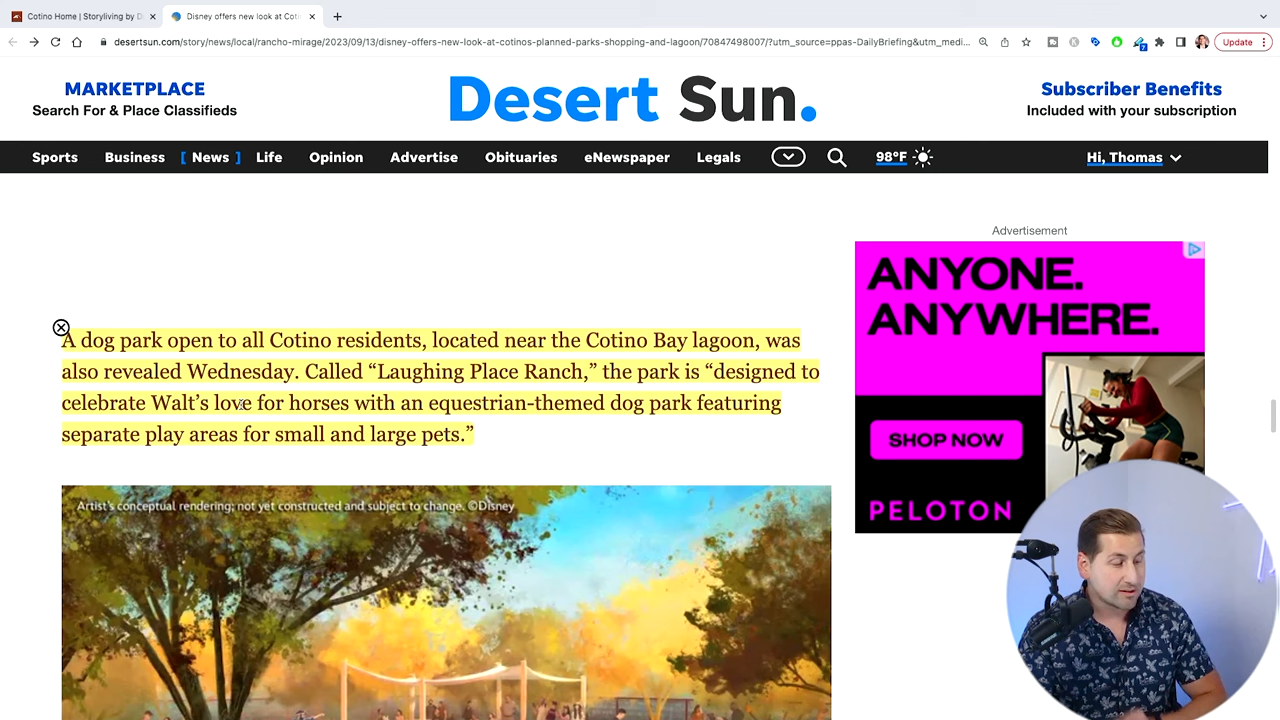 Cotino Home | Storyliving by D
Disney offers new look at Coti
desertsun.com/story/news/local/rancho-mirage/2023/09/13/disney-offers-new-look-at-cotinos-planned-parks-shopping-and-lagoon/70847498007/?utm_source=ppas-DailyBriefing&utm_medi...
Update
MARKETPLACE
Search For & Place Classifieds
Desert Sun.
Subscriber Benefits
Included with your subscription
Sports Business [ News ] Life Opinion Advertise Obituaries eNewspaper Legals 98°F Hi, Thomas
Advertisement
ANYONE.
ANYWHERE.
SHOP NOW
PELOTON
A dog park open to all Cotino residents, located near the Cotino Bay lagoon, was
also revealed Wednesday. Called “Laughing Place Ranch,” the park is “designed to
celebrate Walt’s love for horses with an equestrian-themed dog park featuring
separate play areas for small and large pets.”
Artist's conceptual rendering; not yet constructed and subject to change. ©Disney